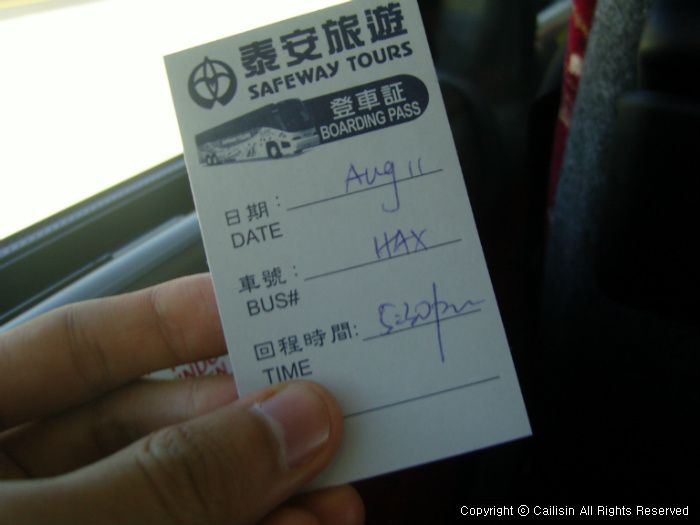 泰安旅遊
SAFEWAY TOURS
登車証
BOARDING PASS
日期: Aug 11
DATE
車號: HAX
BUS#
回程時間: 5:30pm
TIME
Copyright © Cailisin All Rights Reserved